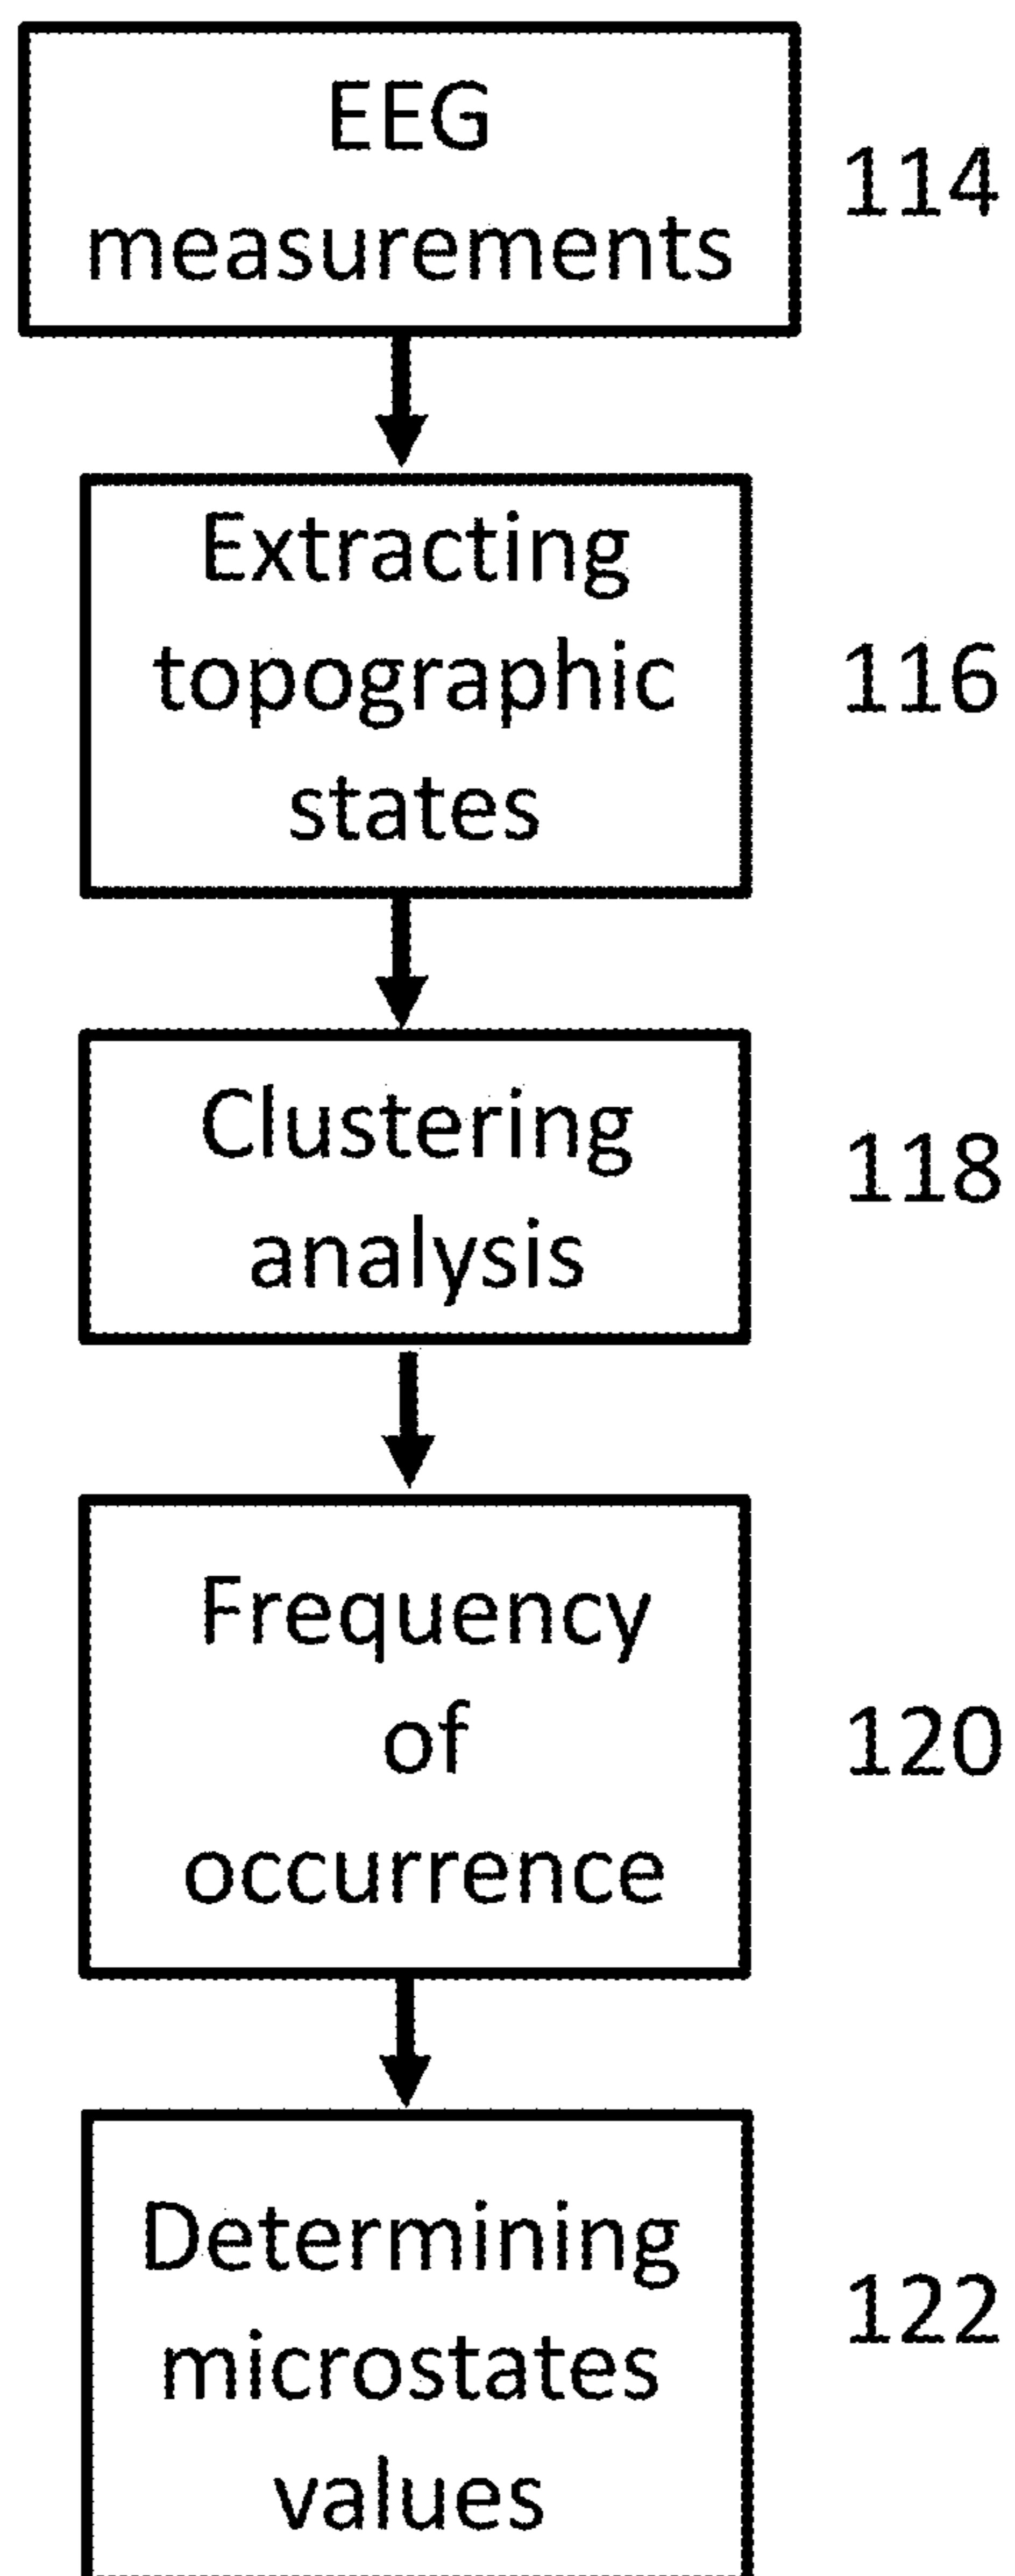 EEG
measurements
114
Extracting
topographic
states
116
Clustering
analysis
118
Frequency
of
occurrence
120
Determining
microstates
values
122